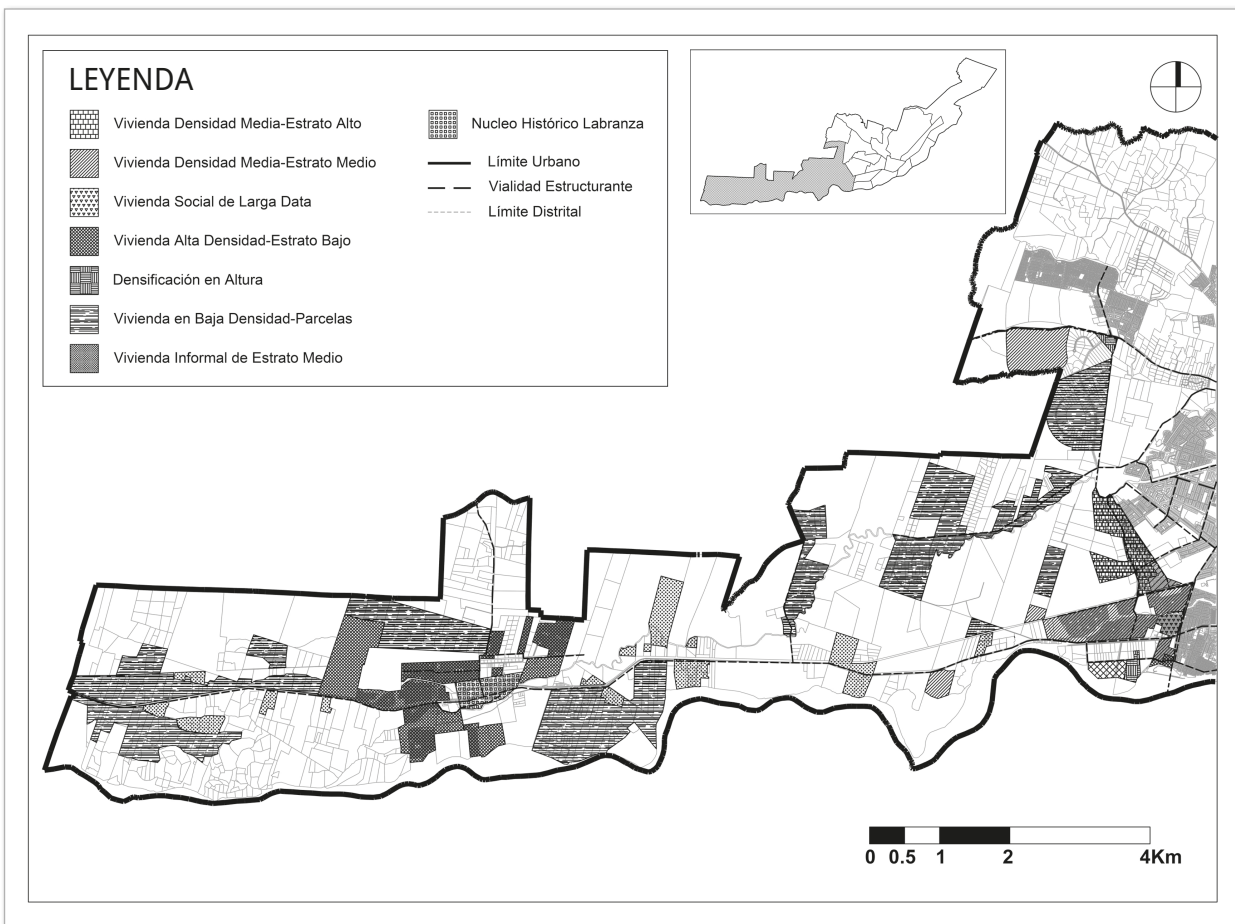 LEYENDA
Vivienda Densidad Media-Estrato Alto
Vivienda Densidad Media-Estrato Medio
Vivienda Social de Larga Data
Vivienda Alta Densidad-Estrato Bajo
Densificación en Altura
Vivienda en Baja Densidad-Parcelas
Vivienda Informal de Estrato Medio
Nucleo Histórico Labranza
Límite Urbano
Vialidad Estructurante
Límite Distrital
0 0.5 1 2 4Km